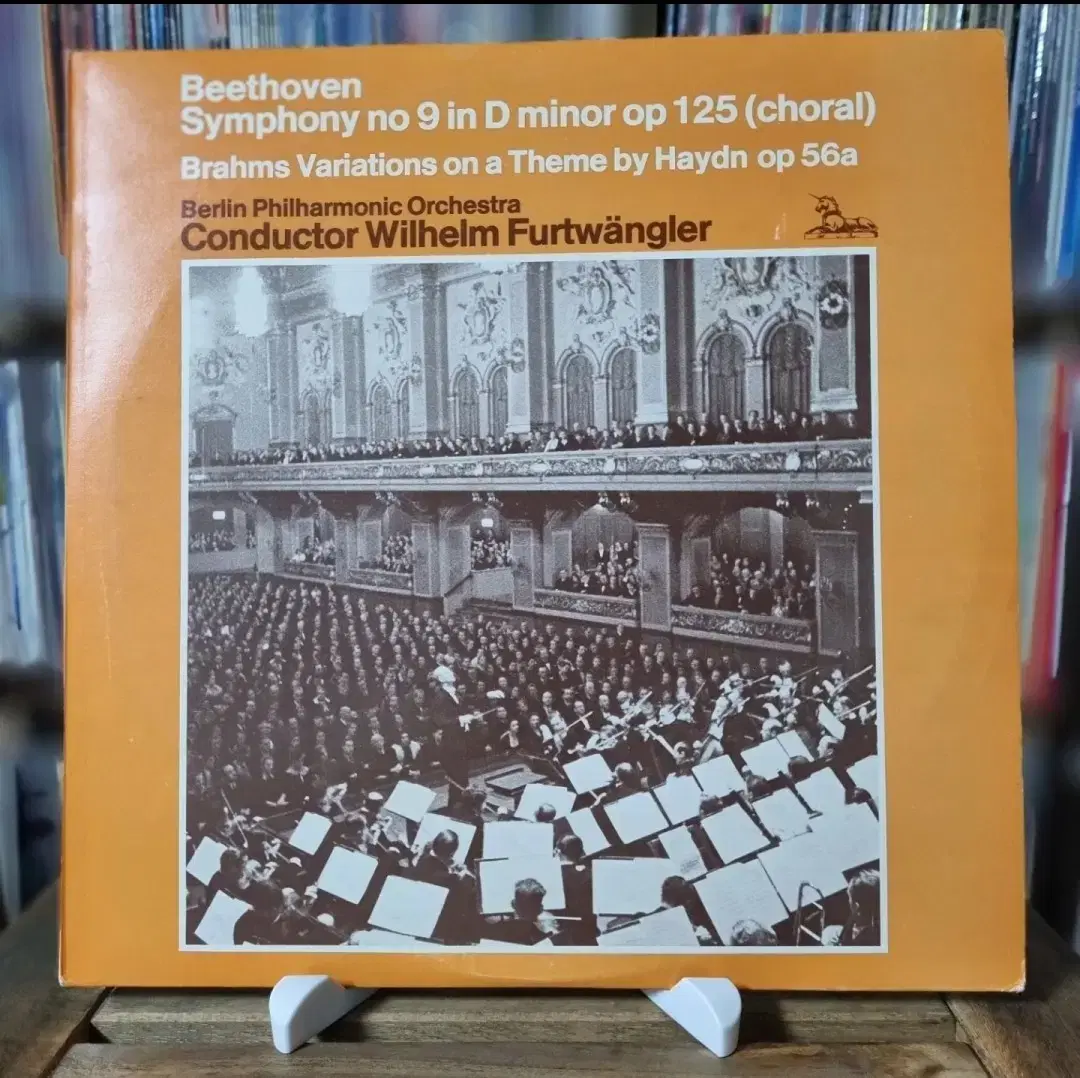 Beethoven
Symphony no 9 in D minor op 125 (choral)
Brahms Variations on a Theme by Haydn op 56a
Berlin Philharmonic Orchestra
Conductor Wilhelm Furtwängler